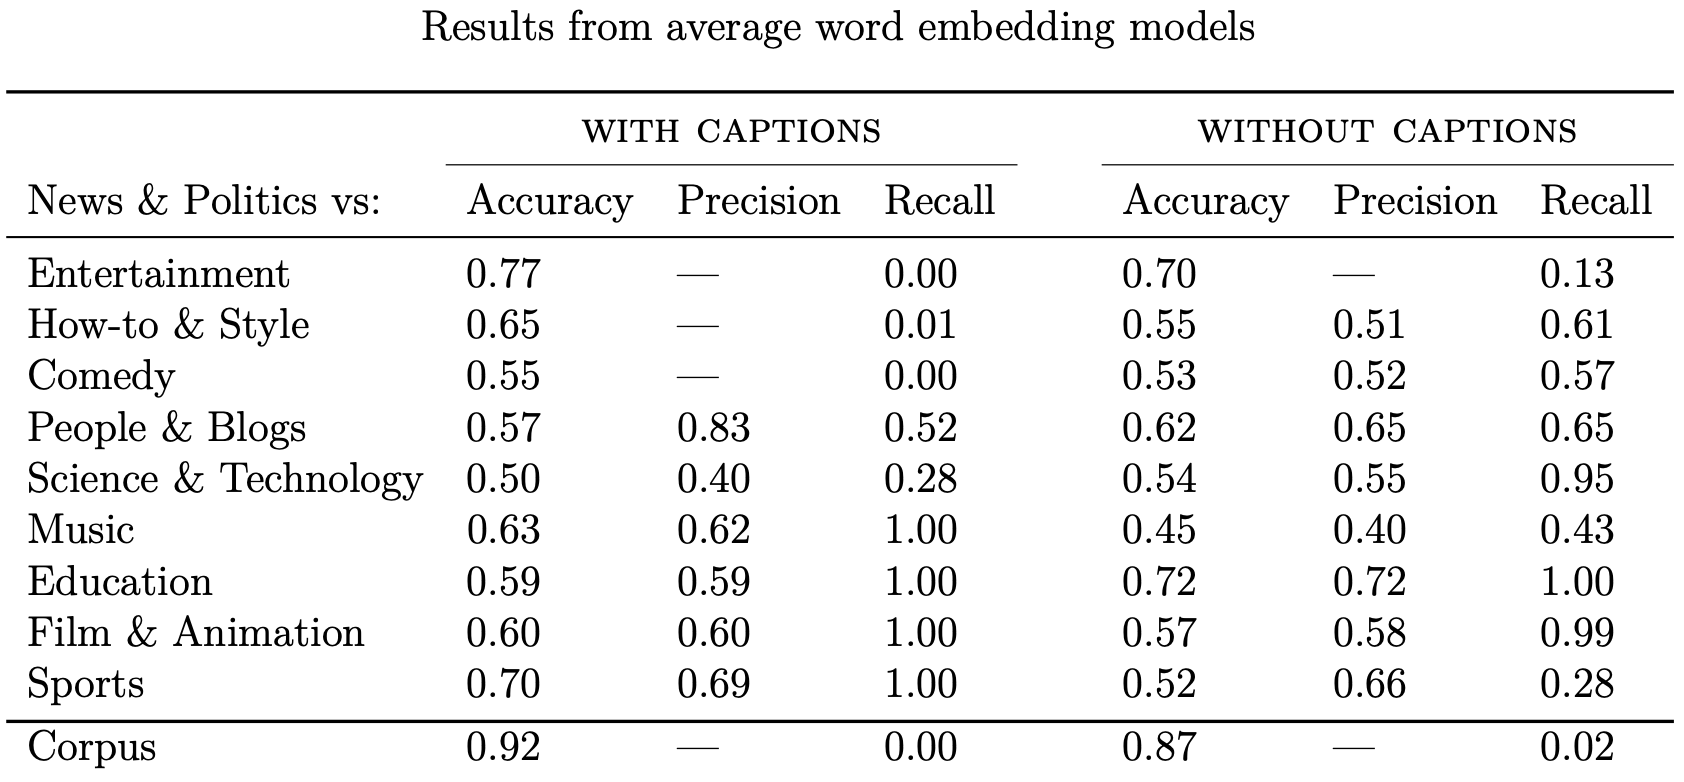 Results from average word embedding models
WITH CAPTIONS WITHOUT CAPTIONS
News & Politics vs: Accuracy Precision Recall Accuracy Precision Recall
Entertainment 0.77 — 0.00 0.70 — 0.13
How-to & Style 0.65 — 0.01 0.55 0.51 0.61
Comedy 0.55 — 0.00 0.53 0.52 0.57
People & Blogs 0.57 0.83 0.52 0.62 0.65 0.65
Science & Technology 0.50 0.40 0.28 0.54 0.55 0.95
Music 0.63 0.62 1.00 0.45 0.40 0.43
Education 0.59 0.59 1.00 0.72 0.72 1.00
Film & Animation 0.60 0.60 1.00 0.57 0.58 0.99
Sports 0.70 0.69 1.00 0.52 0.66 0.28
Corpus 0.92 — 0.00 0.87 — 0.02